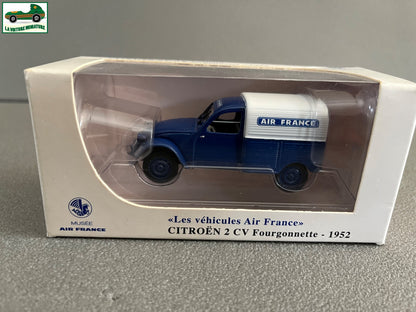 LA VOITURE MINIATURE
AIR FRANCE
MUSÉE
AIR FRANCE
«Les véhicules Air France»
CITROËN 2 CV Fourgonnette - 1952